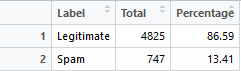 Label Total Percentage
1 Legitimate 4825 86.59
2 Spam 747 13.41